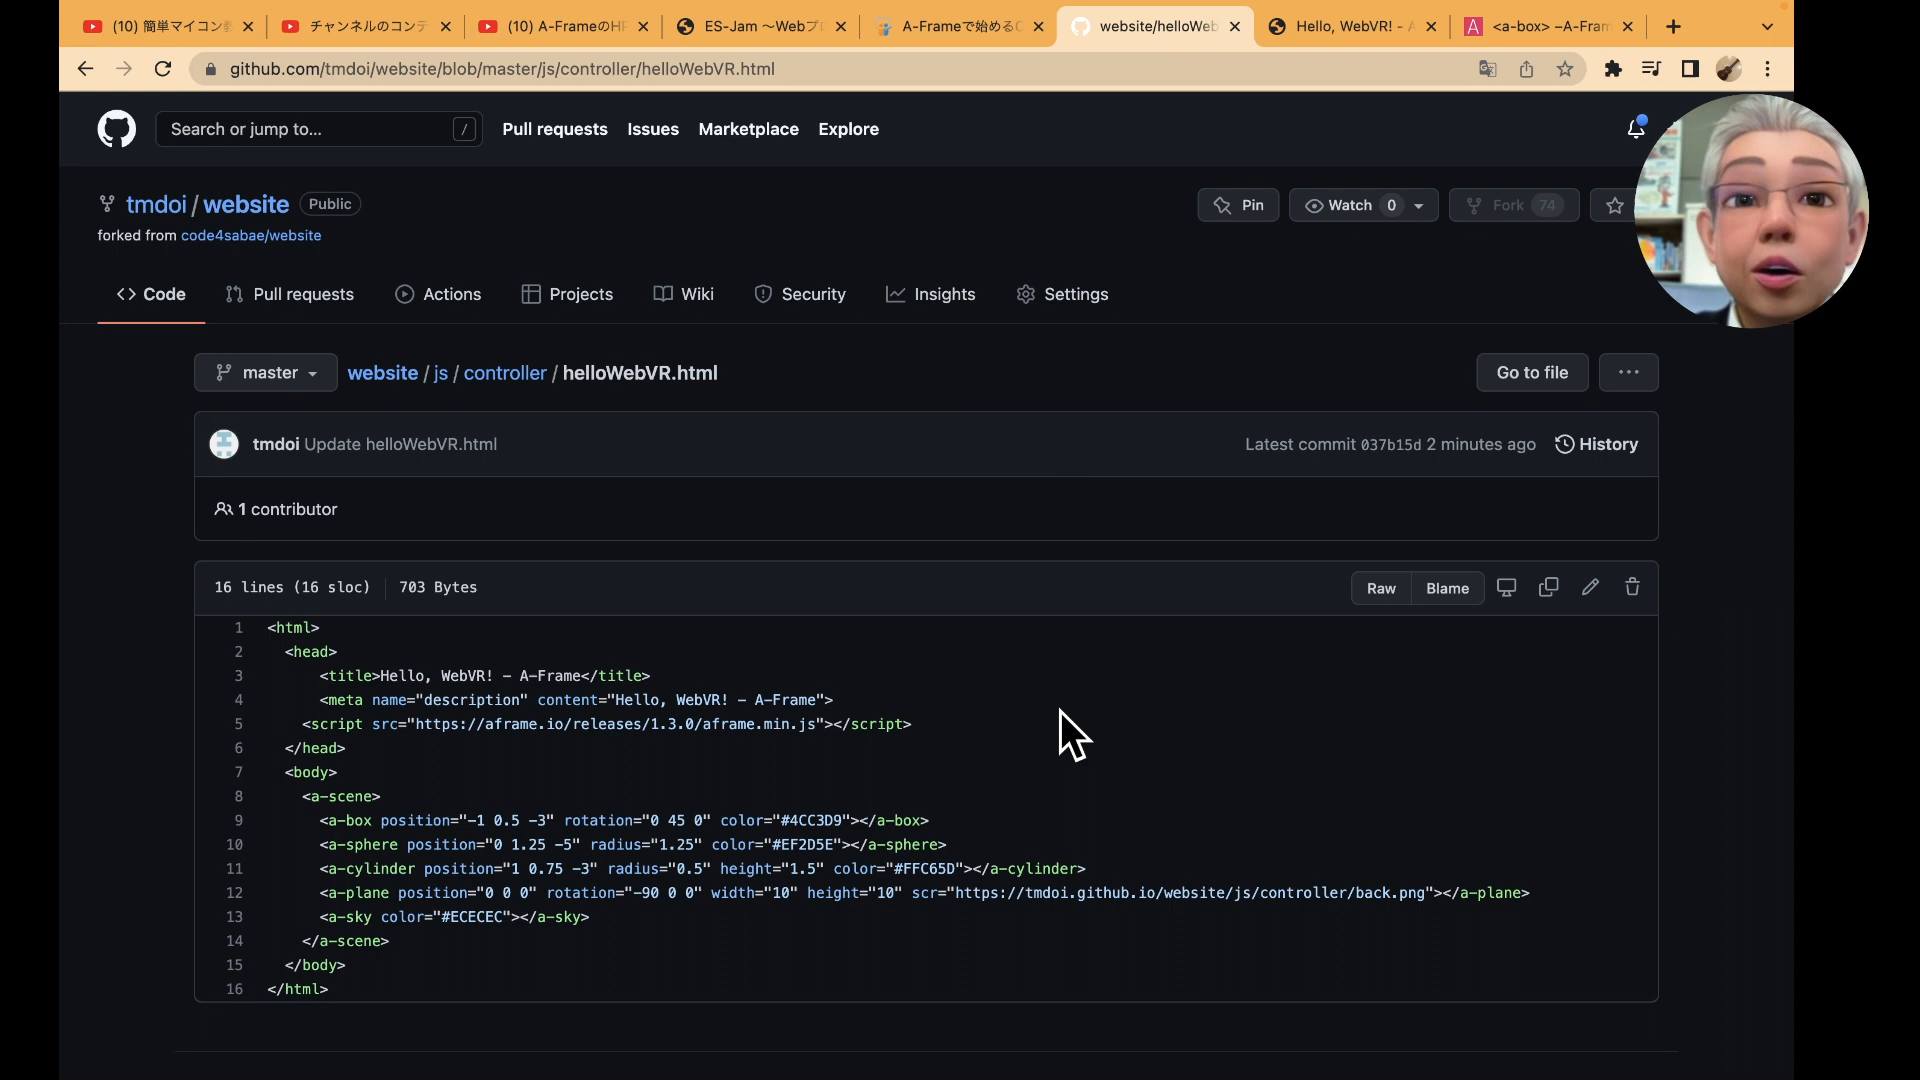 (10) 簡単マイコン
チャンネルのコンテ
(10) A-FrameのHP
ES-Jam ～Webプロ
A-Frameで始める
website/helloWeb
Hello, WebVR! - A
<a-box> –A-Fram
github.com/tmdoi/website/blob/master/js/controller/helloWebVR.html
Search or jump to...
/
Pull requests
Issues
Marketplace
Explore
tmdoi / website
Public
Pin
Watch 0
Fork 74
forked from code4sabae/website
Code
Pull requests
Actions
Projects
Wiki
Security
Insights
Settings
master
website / js / controller / helloWebVR.html
Go to file
tmdoi Update helloWebVR.html
Latest commit 037b15d 2 minutes ago
History
1 contributor
16 lines (16 sloc)
703 Bytes
Raw
Blame
1 <html>
2 <head>
3 <title>Hello, WebVR! – A–Frame</title>
4 <meta name="description" content="Hello, WebVR! – A–Frame">
5 <script src="https://aframe.io/releases/1.3.0/aframe.min.js"></script>
6 </head>
7 <body>
8 <a-scene>
9 <a-box position="-1 0.5 -3" rotation="0 45 0" color="#4CC3D9"></a-box>
10 <a-sphere position="0 1.25 -5" radius="1.25" color="#EF2D5E"></a-sphere>
11 <a-cylinder position="1 0.75 -3" radius="0.5" height="1.5" color="#FFC65D"></a-cylinder>
12 <a-plane position="0 0 0" rotation="-90 0 0" width="10" height="10" scr="https://tmdoi.github.io/website/js/controller/back.png"></a-plane>
13 <a-sky color="#ECECEC"></a-sky>
14 </a-scene>
15 </body>
16 </html>